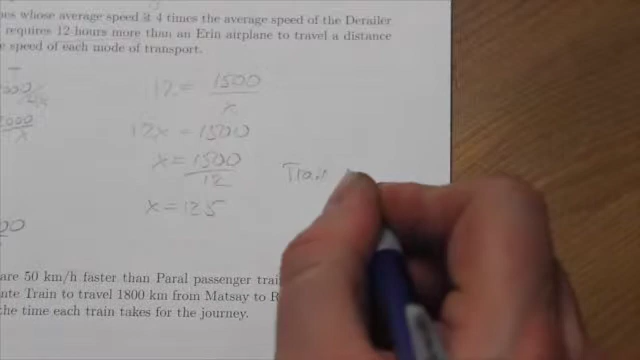 es whose average speed is 4 times the average speed of the Derailer
requires 12 hours more than an Erin airplane to travel a distance
e speed of each mode of transport.
12 = 1500/x
12x = 1500
x = 1500/12
x = 125
Train
are 50 km/h faster than Paral passenger trai
nte Train to travel 1800 km from Matsay to R
the time each train takes for the journey.